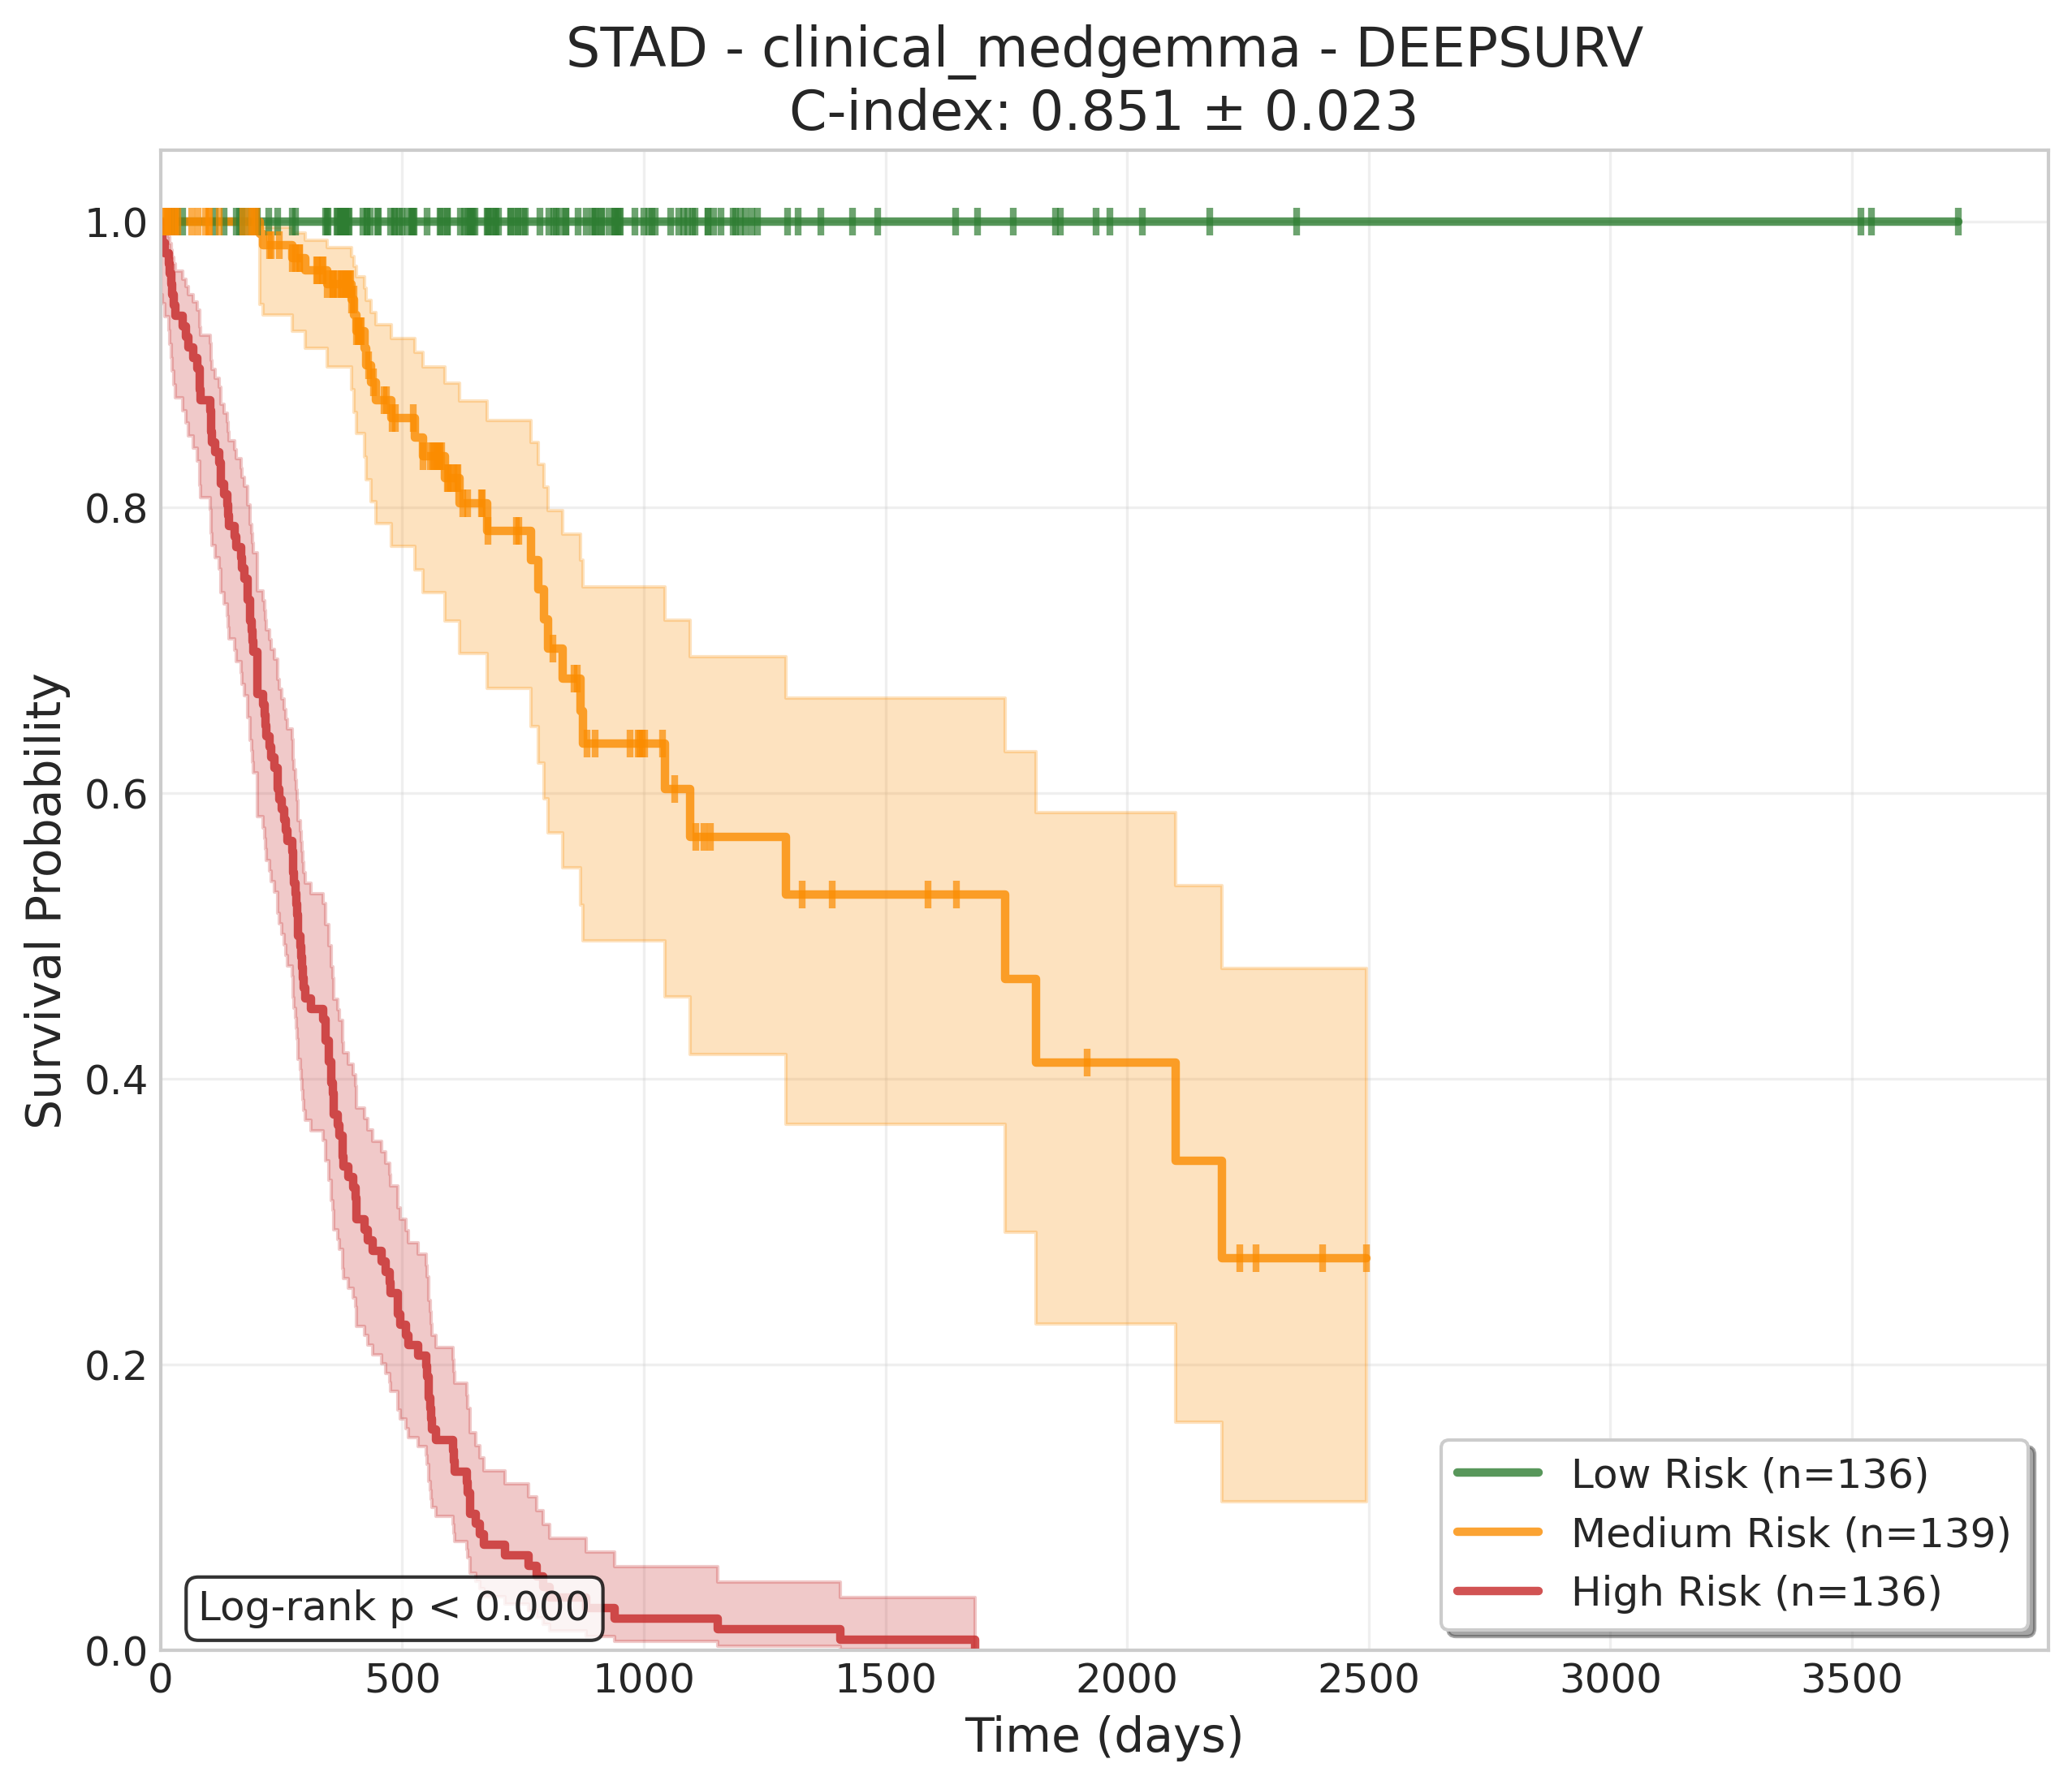 STAD - clinical_medgemma - DEEPSURV
C-index: 0.851 ± 0.023
Survival Probability
1.0
0.8
0.6
0.4
0.2
0.0
Log-rank p < 0.000
Low Risk (n=136)
Medium Risk (n=139)
High Risk (n=136)
0 500 1000 1500 2000 2500 3000 3500
Time (days)